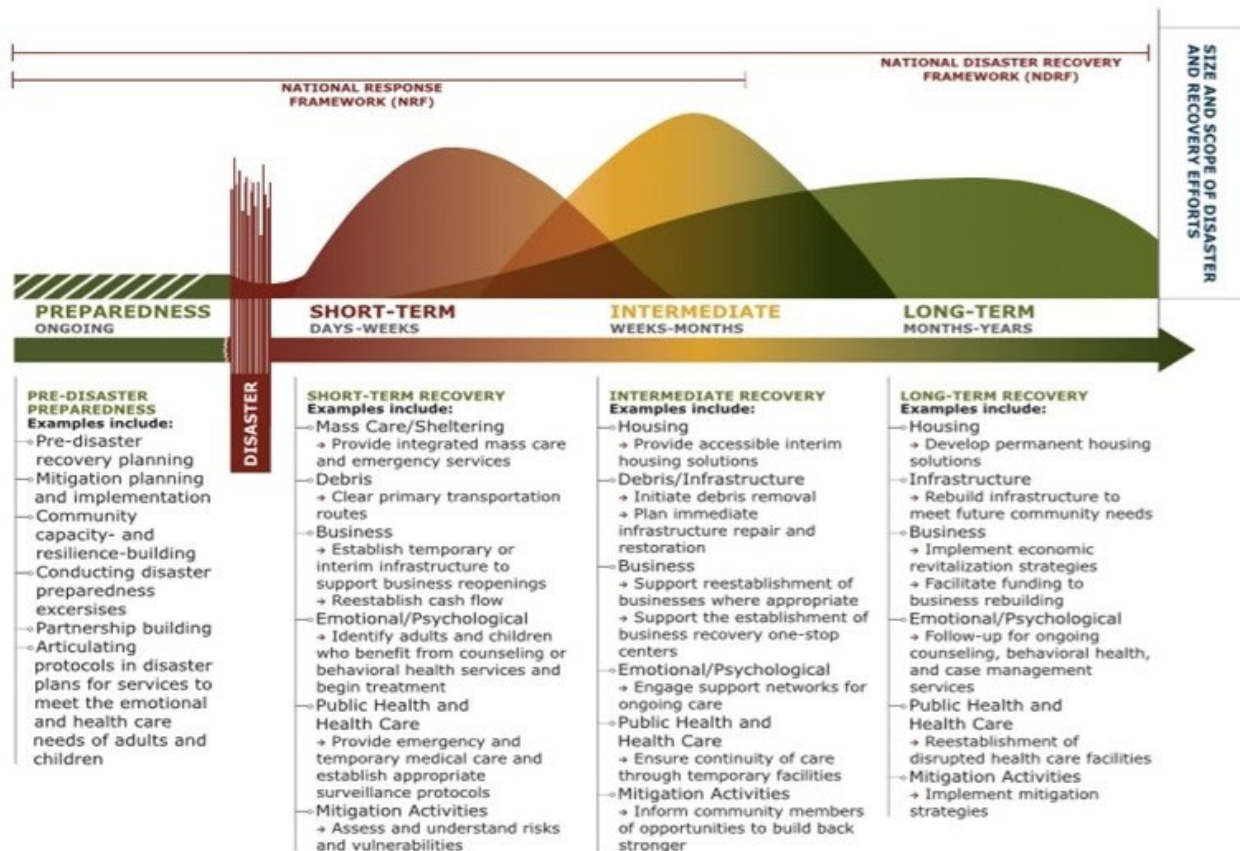 NATIONAL DISASTER RECOVERY
FRAMEWORK (NDRF)
NATIONAL RESPONSE
FRAMEWORK (NRF)
SIZE AND SCOPE OF DISASTER
AND RECOVERY EFFORTS
PREPAREDNESS
ONGOING
SHORT-TERM
DAYS-WEEKS
INTERMEDIATE
WEEKS-MONTHS
LONG-TERM
MONTHS-YEARS
DISASTER
PRE-DISASTER
PREPAREDNESS
Examples include:
Pre-disaster
recovery planning
Mitigation planning
and implementation
Community
capacity- and
resilience-building
Conducting disaster
preparedness
excersises
Partnership building
Articulating
protocols in disaster
plans for services to
meet the emotional
and health care
needs of adults and
children
SHORT-TERM RECOVERY
Examples include:
Mass Care/Sheltering
→ Provide integrated mass care
and emergency services
Debris
→ Clear primary transportation
routes
Business
→ Establish temporary or
interim infrastructure to
support business reopenings
→ Reestablish cash flow
Emotional/Psychological
→ Identify adults and children
who benefit from counseling or
behavioral health services and
begin treatment
Public Health and
Health Care
→ Provide emergency and
temporary medical care and
establish appropriate
surveillance protocols
Mitigation Activities
→ Assess and understand risks
and vulnerabilities
INTERMEDIATE RECOVERY
Examples include:
Housing
→ Provide accessible interim
housing solutions
Debris/Infrastructure
→ Initiate debris removal
→ Plan immediate
infrastructure repair and
restoration
Business
→ Support reestablishment of
businesses where appropriate
→ Support the establishment of
business recovery one-stop
centers
Emotional/Psychological
→ Engage support networks for
ongoing care
Public Health and
Health Care
→ Ensure continuity of care
through temporary facilities
Mitigation Activities
→ Inform community members
of opportunities to build back
stronger
LONG-TERM RECOVERY
Examples include:
Housing
→ Develop permanent housing
solutions
Infrastructure
→ Rebuild infrastructure to
meet future community needs
Business
→ Implement economic
revitalization strategies
→ Facilitate funding to
business rebuilding
Emotional/Psychological
→ Follow-up for ongoing
counseling, behavioral health,
and case management
services
Public Health and
Health Care
→ Reestablishment of
disrupted health care facilities
Mitigation Activities
→ Implement mitigation
strategies